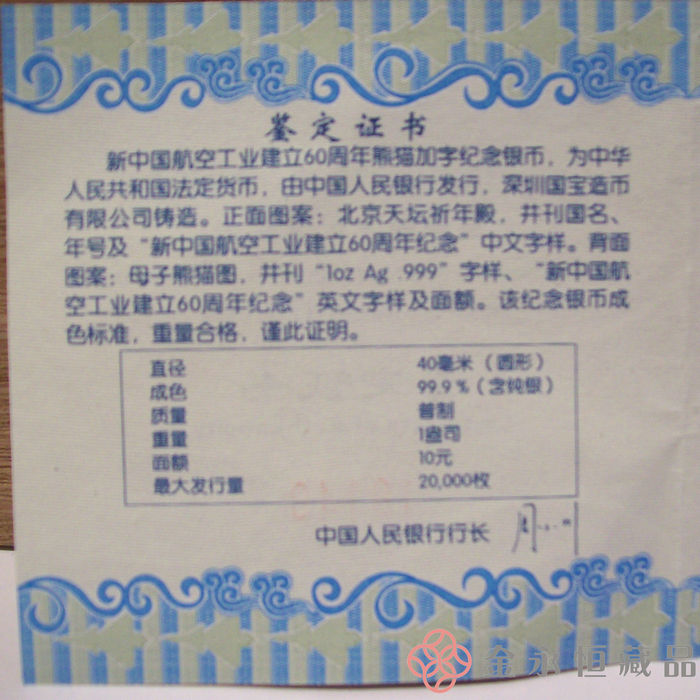 鉴定证书
新中国航空工业建立60周年熊猫加字纪念银币，为中华
人民共和国法定货币，由中国人民银行发行，深圳国宝造币
有限公司铸造。正面图案：北京天坛祈年殿，并刊国名、
年号及“新中国航空工业建立60周年纪念”中文字样。背面
图案：母子熊猫图，并刊“1oz Ag .999”字样、“新中国航
空工业建立60周年纪念”英文字样及面额。该纪念银币成
色标准，重量合格，谨此证明。
直径 40毫米（圆形）
成色 99.9％（含纯银）
质量 普制
重量 1盎司
面额 10元
最大发行量 20,000枚
中国人民银行行长
金永恒藏品